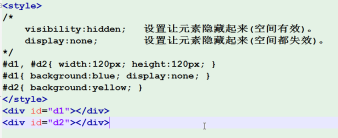 <style>
/*
visibility:hidden; 设置让元素隐藏起来(空间有效)。
display:none; 设置让元素隐藏起来(空间都失效)。
*/
#d1, #d2{ width:120px; height:120px; }
#d1{ background:blue; display:none; }
#d2{ background:yellow; }
</style>
<div id="d1"></div>
<div id="d2"></div>